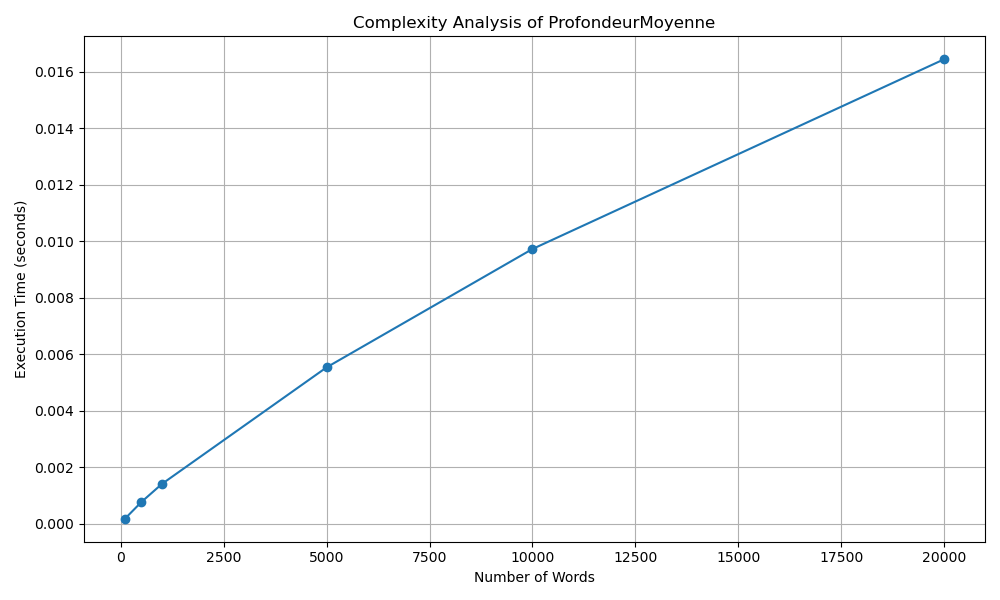 Complexity Analysis of ProfondeurMoyenne
0.016
0.014
0.012
0.010
0.008
0.006
0.004
0.002
0.000
Execution Time (seconds)
0 2500 5000 7500 10000 12500 15000 17500 20000
Number of Words